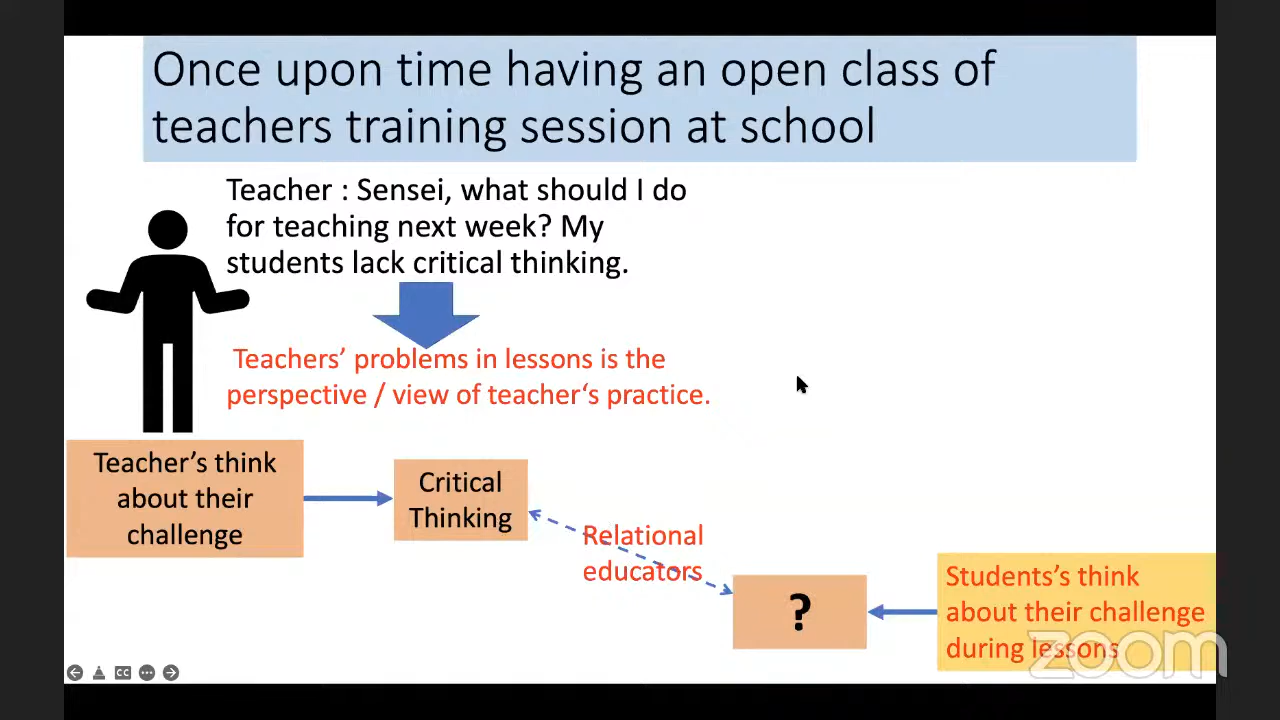 Once upon time having an open class of
teachers training session at school
Teacher : Sensei, what should I do
for teaching next week? My
students lack critical thinking.
Teachers’ problems in lessons is the
perspective / view of teacher‘s practice.
Teacher’s think
about their
challenge
Critical
Thinking
Relational
educators
?
Students’s think
about their challenge
during lessons
zoom
CC